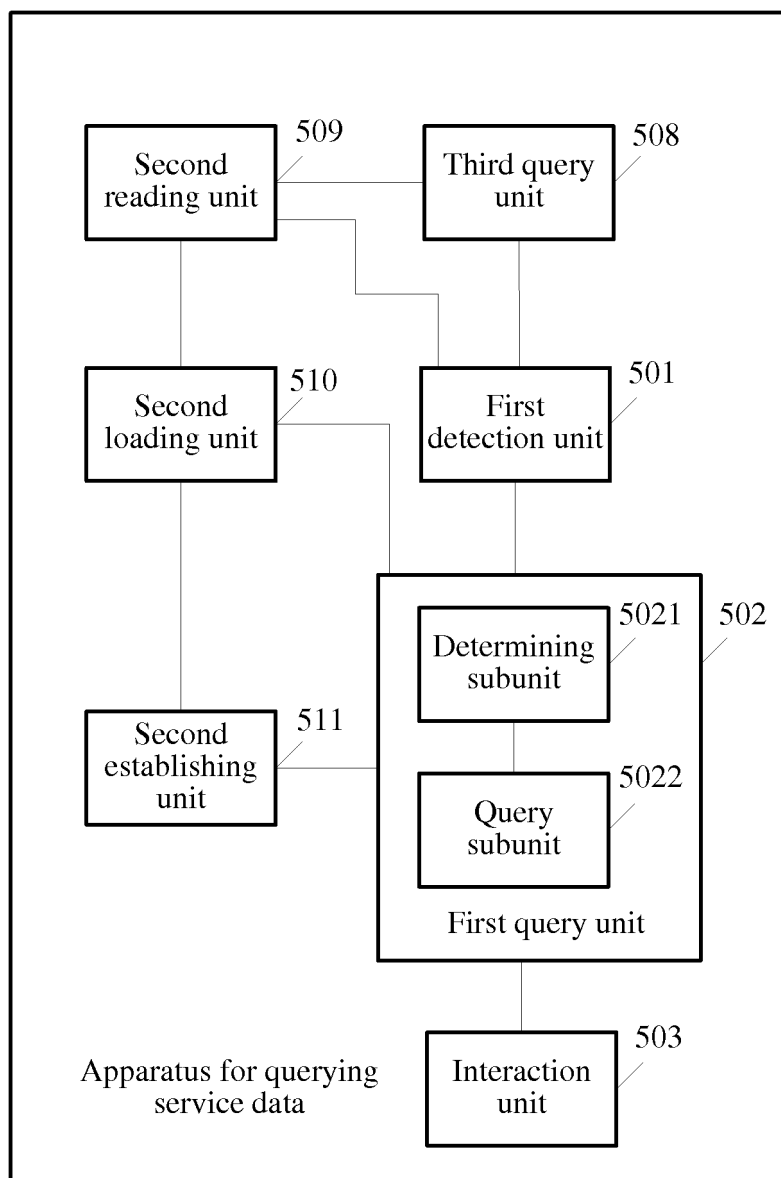 509
508
Second
reading unit
Third query
unit
510
501
Second
loading unit
First
detection unit
5021
502
Determining
subunit
511
Second
establishing
unit
5022
Query
subunit
First query unit
503
Apparatus for querying
service data
Interaction
unit